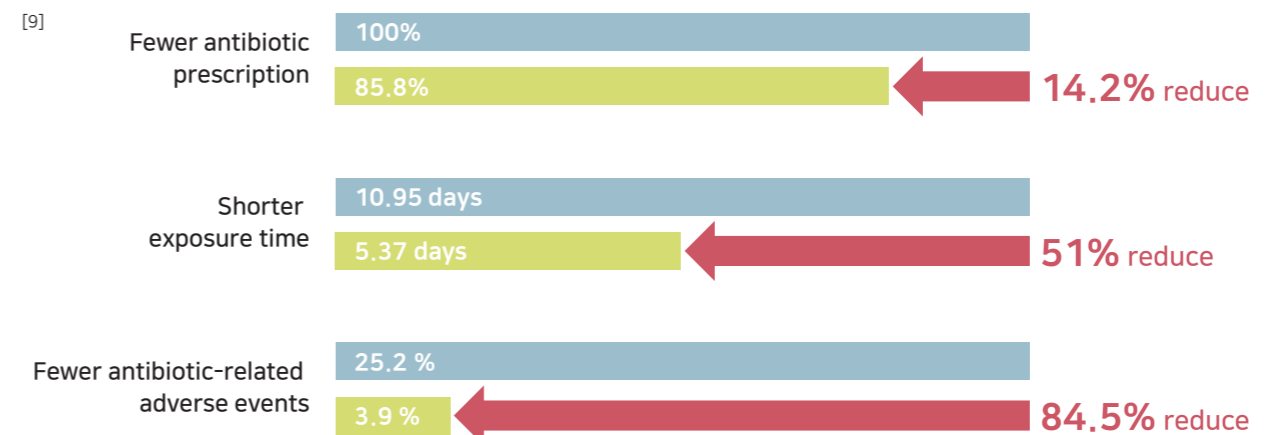 [9]
Fewer antibiotic
prescription
100%
85.8%
14.2% reduce
Shorter
exposure time
10.95 days
5.37 days
51% reduce
Fewer antibiotic-related
adverse events
25.2 %
3.9 %
84.5% reduce